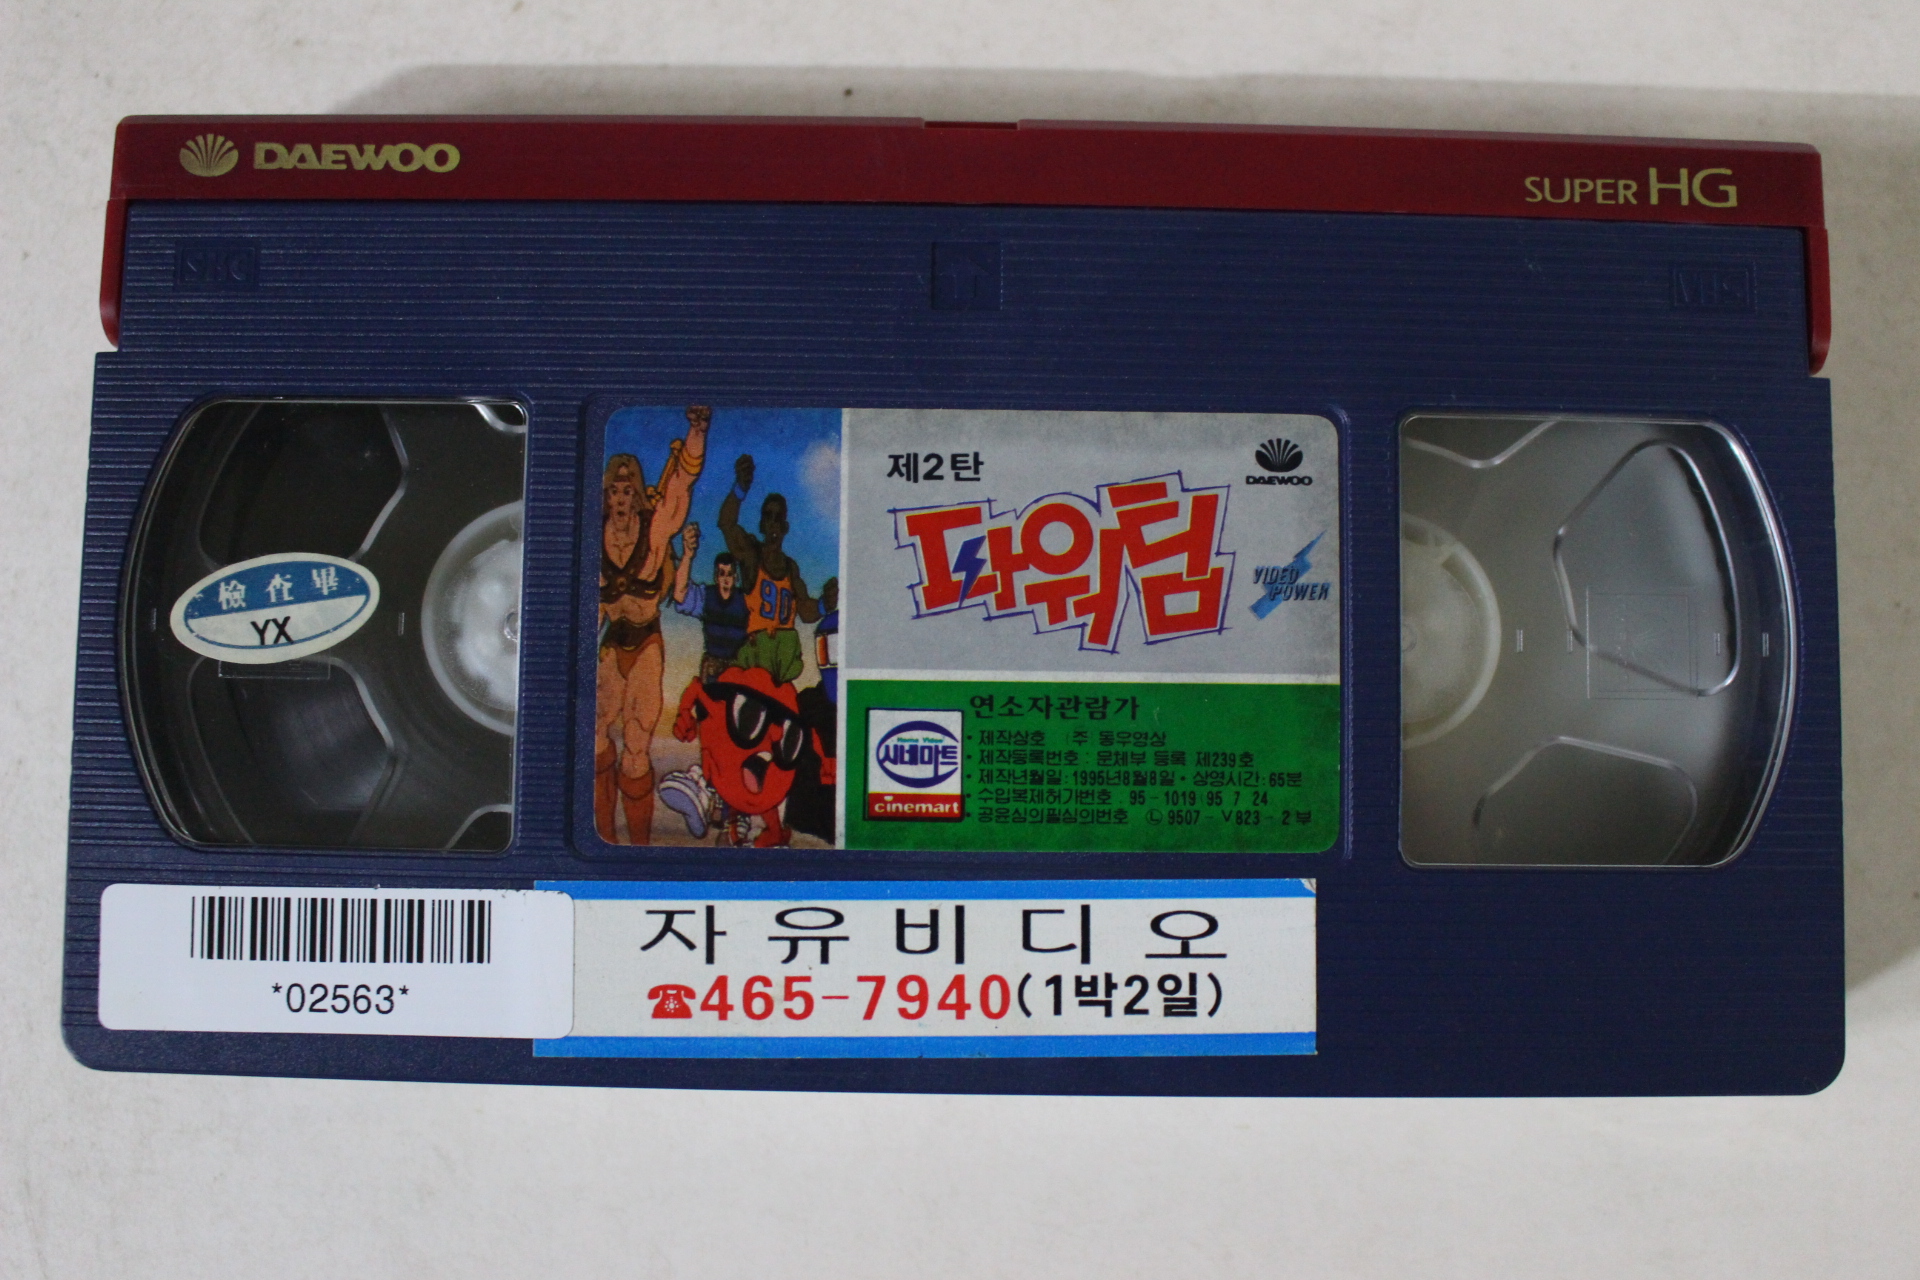 DAEWOO
SUPER HG
VHS
제2탄
파워첨
DAEWOO
VIDEO
POWER
90
檢査畢
YX
연소자관람가
Home Video
시네마트
cinemart
• 제작상호 : 주 동우영상
• 제작등록번호 : 문체부 등록 제239호
• 제작년월일 : 1995년8월8일 • 상영시간 : 65분
• 수입복제허가번호 : 95-1019 95 7 24
• 공윤심의필심의번호 Ⓛ 9507-V823-2부
자유비디오
☎465-7940(1박2일)
*02563*